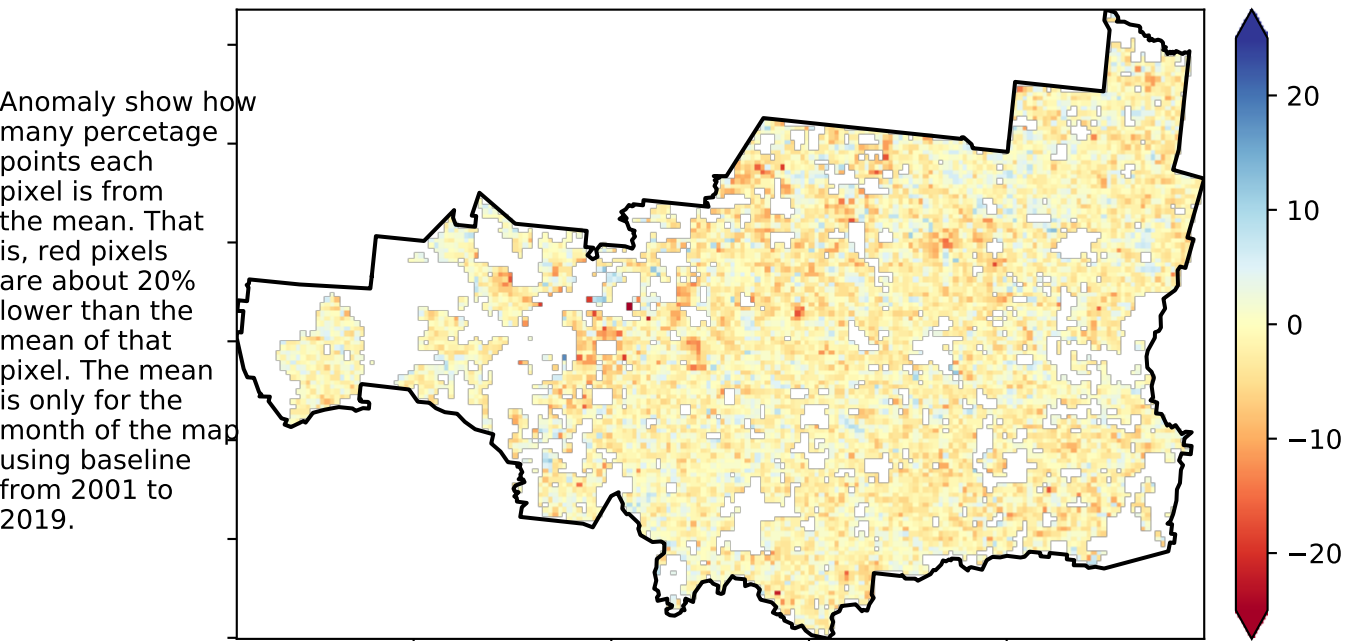 Anomaly show how
many percetage
points each
pixel is from
the mean. That
is, red pixels
are about 20%
lower than the
mean of that
pixel. The mean
is only for the
month of the map
using baseline
from 2001 to
2019.
20
10
0
−10
−20